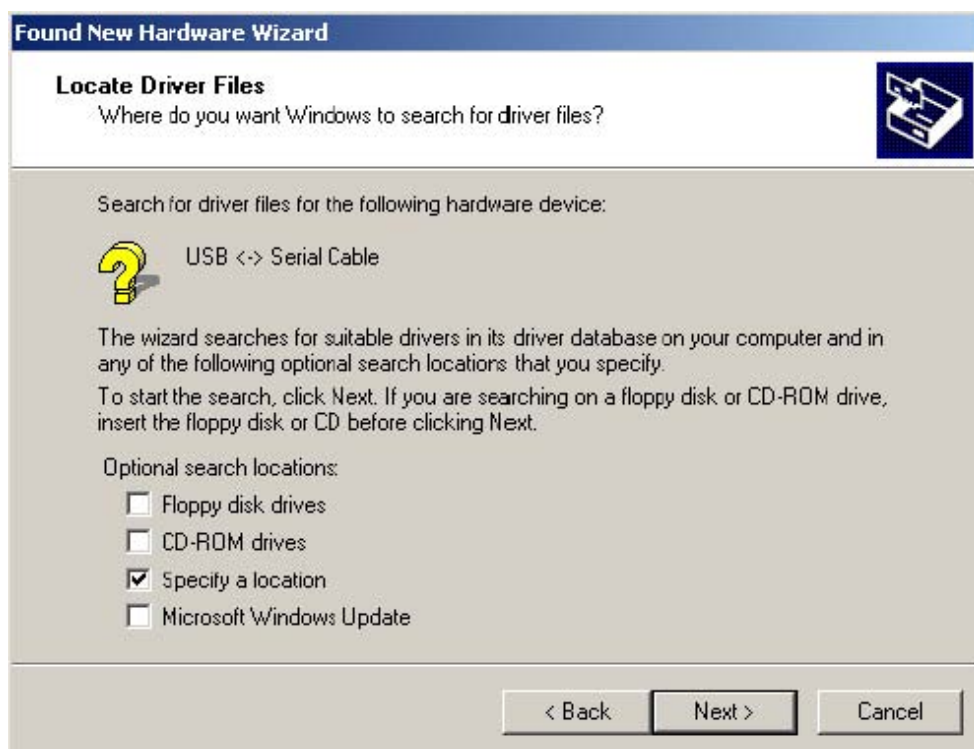 Found New Hardware Wizard
Locate Driver Files
Where do you want Windows to search for driver files?
Search for driver files for the following hardware device:
USB <-> Serial Cable
The wizard searches for suitable drivers in its driver database on your computer and in
any of the following optional search locations that you specify.
To start the search, click Next. If you are searching on a floppy disk or CD-ROM drive,
insert the floppy disk or CD before clicking Next.
Optional search locations:
Floppy disk drives
CD-ROM drives
Specify a location
Microsoft Windows Update
< Back
Next >
Cancel